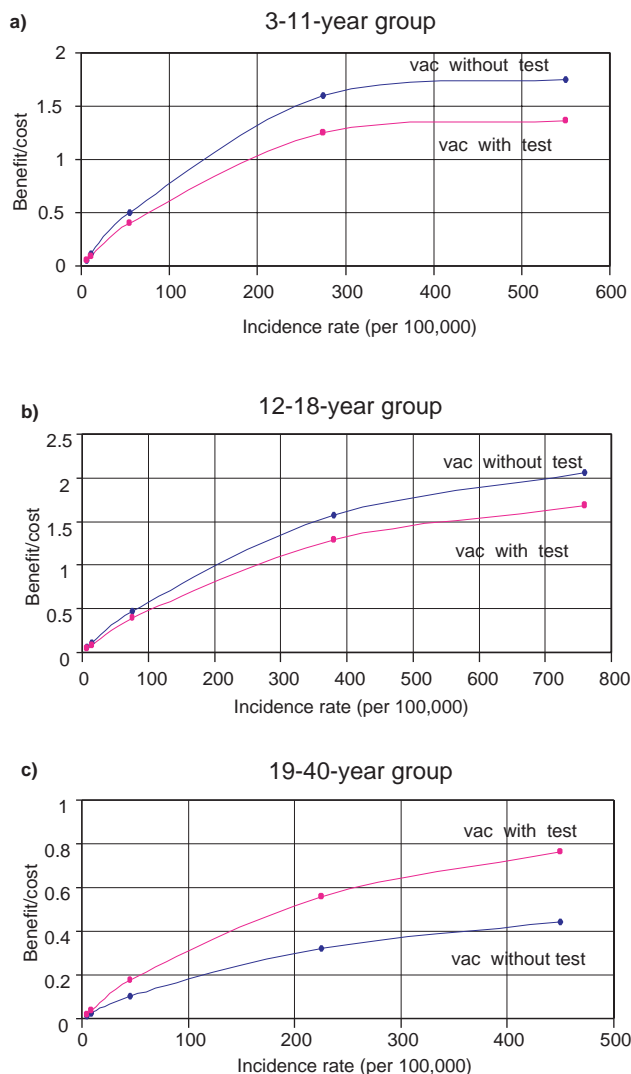 a)
3-11-year group
2
1.5
1
0.5
0
Benefit/cost
vac without test
vac with test
0 100 200 300 400 500 600
Incidence rate (per 100,000)
b)
12-18-year group
2.5
2
1.5
1
0.5
0
Benefit/cost
vac without test
vac with test
0 100 200 300 400 500 600 700 800
Incidence rate (per 100,000)
c)
19-40-year group
1
0.8
0.6
0.4
0.2
0
Benefit/cost
vac with test
vac without test
0 100 200 300 400 500
Incidence rate (per 100,000)